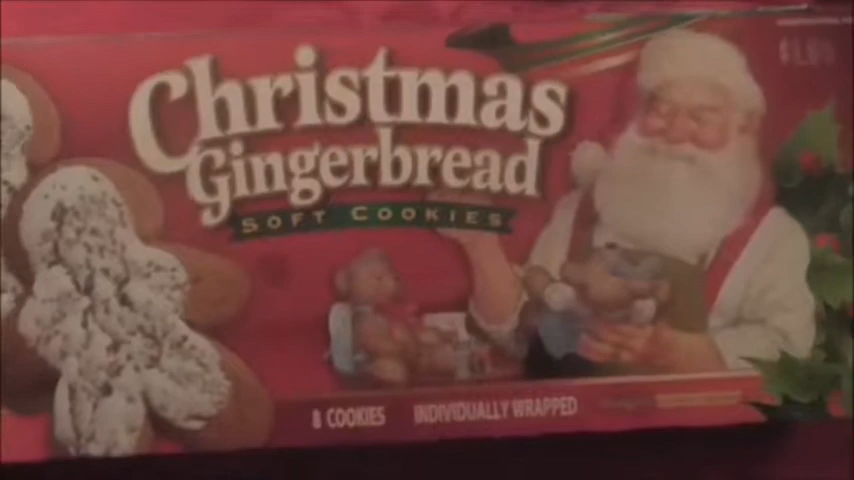 Christmas
Gingerbread
SOFT COOKIES
8 COOKIES INDIVIDUALLY WRAPPED